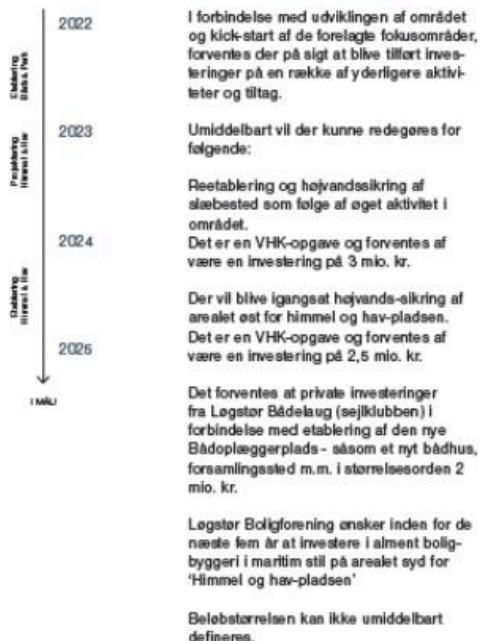 2022
Etablering
Båds & Park
2023
Projektering
Himmel & Hav
2024
Etablering
Himmel & Hav
2025
I MÅL!
I forbindelse med udviklingen af området
og kick-start af de forelagte fokusområder,
forventes der på sigt at blive tilført inves-
teringer på en række af yderligere aktivi-
teter og tiltag.
Umiddelbart vil der kunne redegøres for
følgende:
Reetablering og højvandssikring af
slæbested som følge af øget aktivitet i
området.
Det er en VHK-opgave og forventes af
være en investering på 3 mio. kr.
Der vil blive igangsat højvands-sikring af
arealet øst for himmel og hav-pladsen.
Det er en VHK-opgave og forventes af
være en investering på 2,5 mio. kr.
Det forventes at private investeringer
fra Løgstør Bådelaug (sejlklubben) i
forbindelse med etablering af den nye
Bådoplæggerplads - såsom et nyt bådhus,
forsamlingssted m.m. i størrelsesorden 2
mio. kr.
Løgstør Boligforening ønsker inden for de
næste fem år at investere i alment bolig-
byggeri i maritim stil på arealet syd for
'Himmel og hav-pladsen'
Beløbstørrelsen kan ikke umiddelbart
defineres.